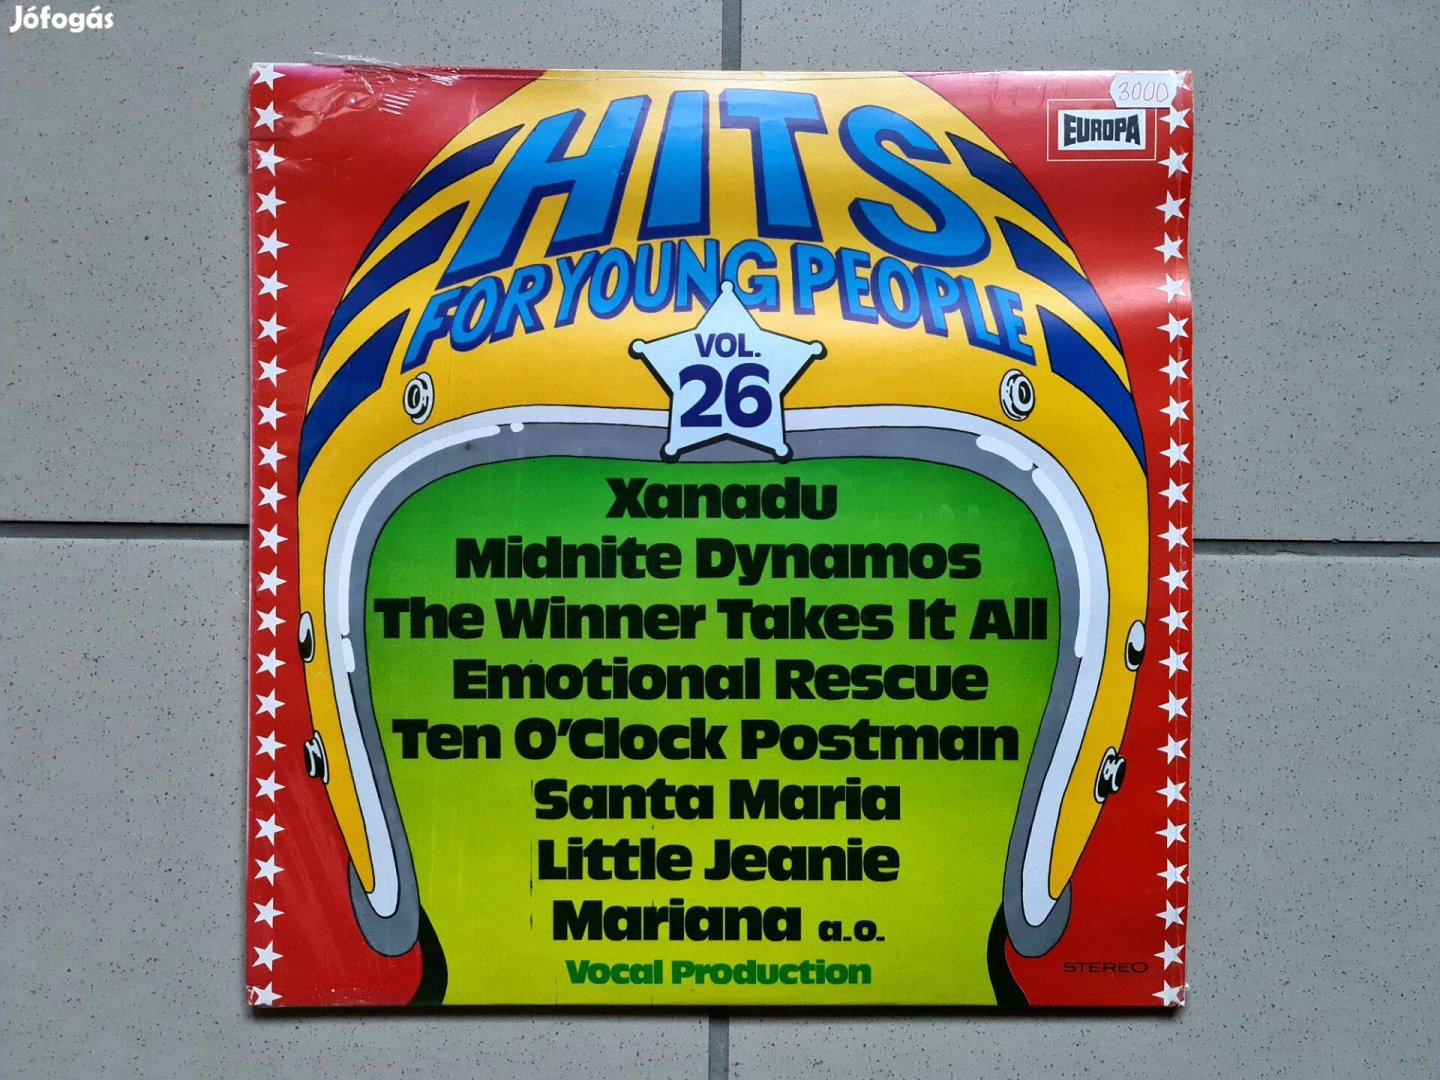 Jófogás
3000
EUROPA
HITS
FOR YOUNG PEOPLE
VOL.
26
Xanadu
Midnite Dynamos
The Winner Takes It All
Emotional Rescue
Ten O'Clock Postman
Santa Maria
Little Jeanie
Mariana a.o.
Vocal Production
STEREO